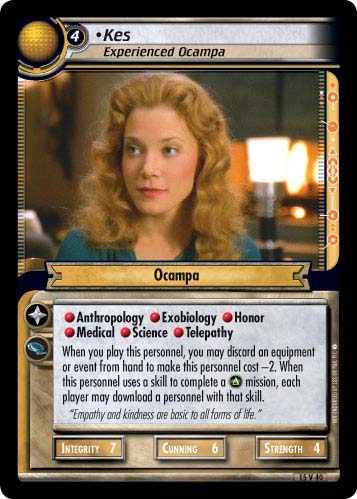 4 •Kes
Experienced Ocampa
Ocampa
Anthropology Exobiology Honor
Medical Science Telepathy
When you play this personnel, you may discard an equipment
or event from hand to make this personnel cost –2. When
this personnel uses a skill to complete a mission, each
player may download a personnel with that skill.
"Empathy and kindness are basic to all forms of life."
INTEGRITY 7 CUNNING 6 STRENGTH 4
15 V 40